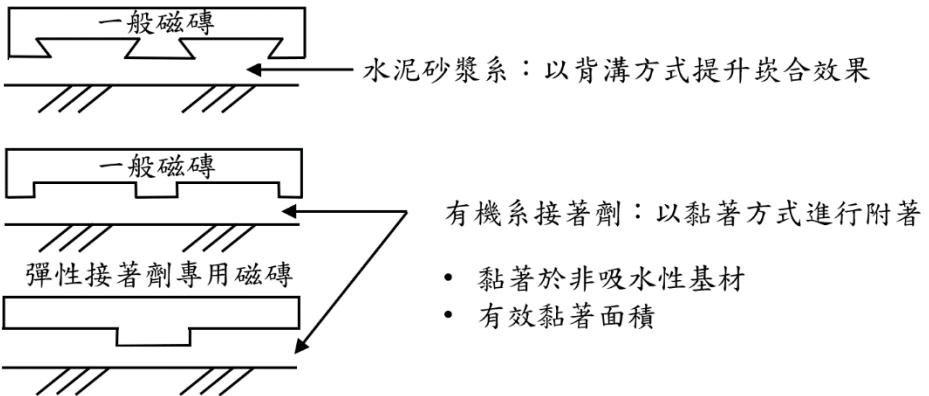 一般磁磚
水泥砂漿系：以背溝方式提升崁合效果
一般磁磚
有機系接著劑：以黏著方式進行附著
彈性接著劑專用磁磚
• 黏著於非吸水性基材
• 有效黏著面積